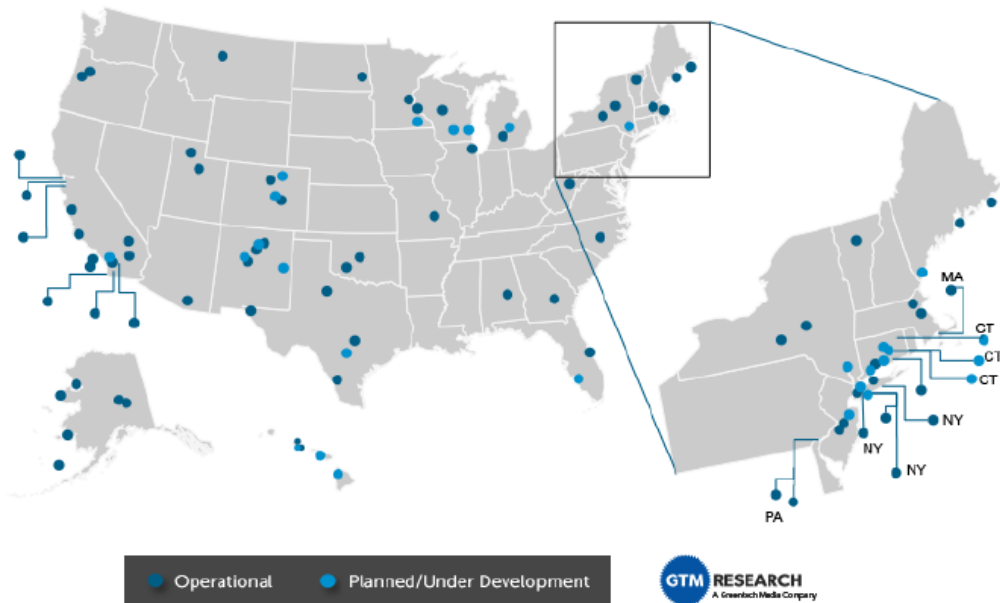 MA
CT
CT
CT
NY
NY
NY
PA
Operational
Planned/Under Development
GTM RESEARCH
A Greentech Media Company